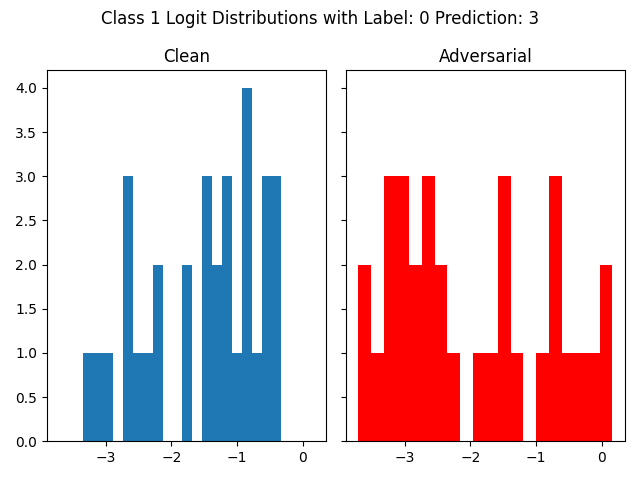 Class 1 Logit Distributions with Label: 0 Prediction: 3
Clean
Adversarial
4.0
3.5
3.0
2.5
2.0
1.5
1.0
0.5
0.0
−3 −2 −1 0
−3 −2 −1 0